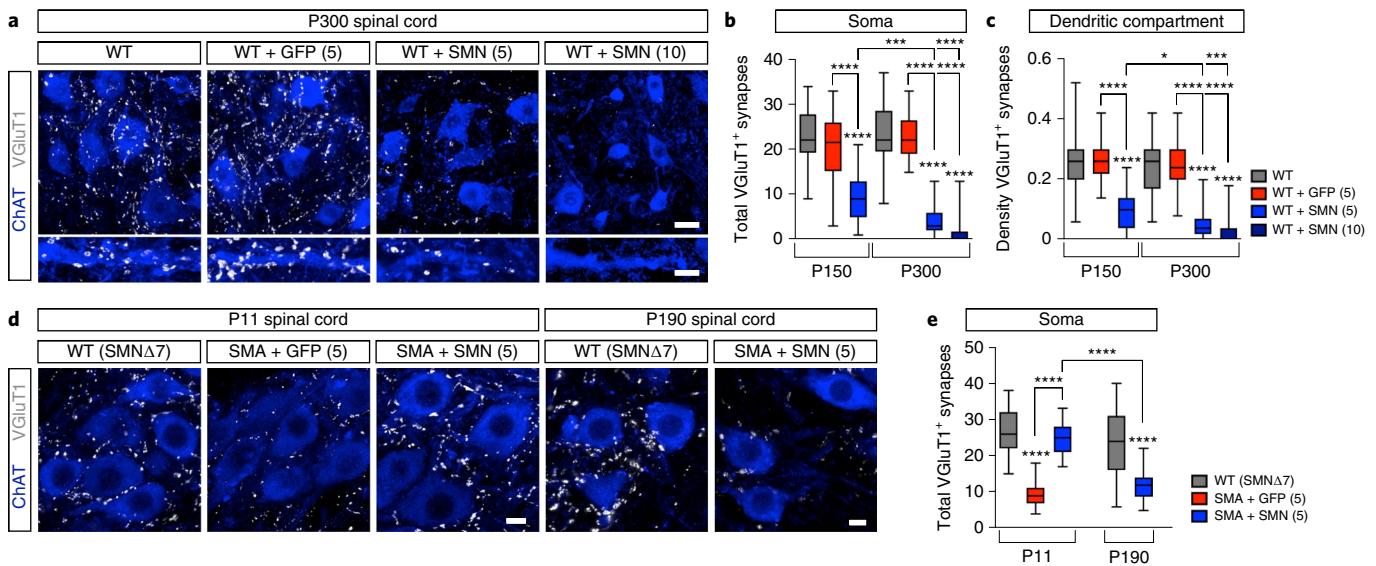 a
P300 spinal cord
WT
WT + GFP (5)
WT + SMN (5)
WT + SMN (10)
ChAT VGluT1
b
Soma
Total VGluT1+ synapses
40
30
20
10
0
****
****
***
****
****
****
****
****
P150
P300
c
Dendritic compartment
Density VGluT1+ synapses
0.6
0.4
0.2
0
****
****
*
***
****
****
****
****
P150
P300
WT
WT + GFP (5)
WT + SMN (5)
WT + SMN (10)
d
P11 spinal cord
P190 spinal cord
WT (SMNΔ7)
SMA + GFP (5)
SMA + SMN (5)
WT (SMNΔ7)
SMA + SMN (5)
ChAT VGluT1
e
Soma
Total VGluT1+ synapses
50
40
30
20
10
0
****
****
****
****
P11
P190
WT (SMNΔ7)
SMA + GFP (5)
SMA + SMN (5)